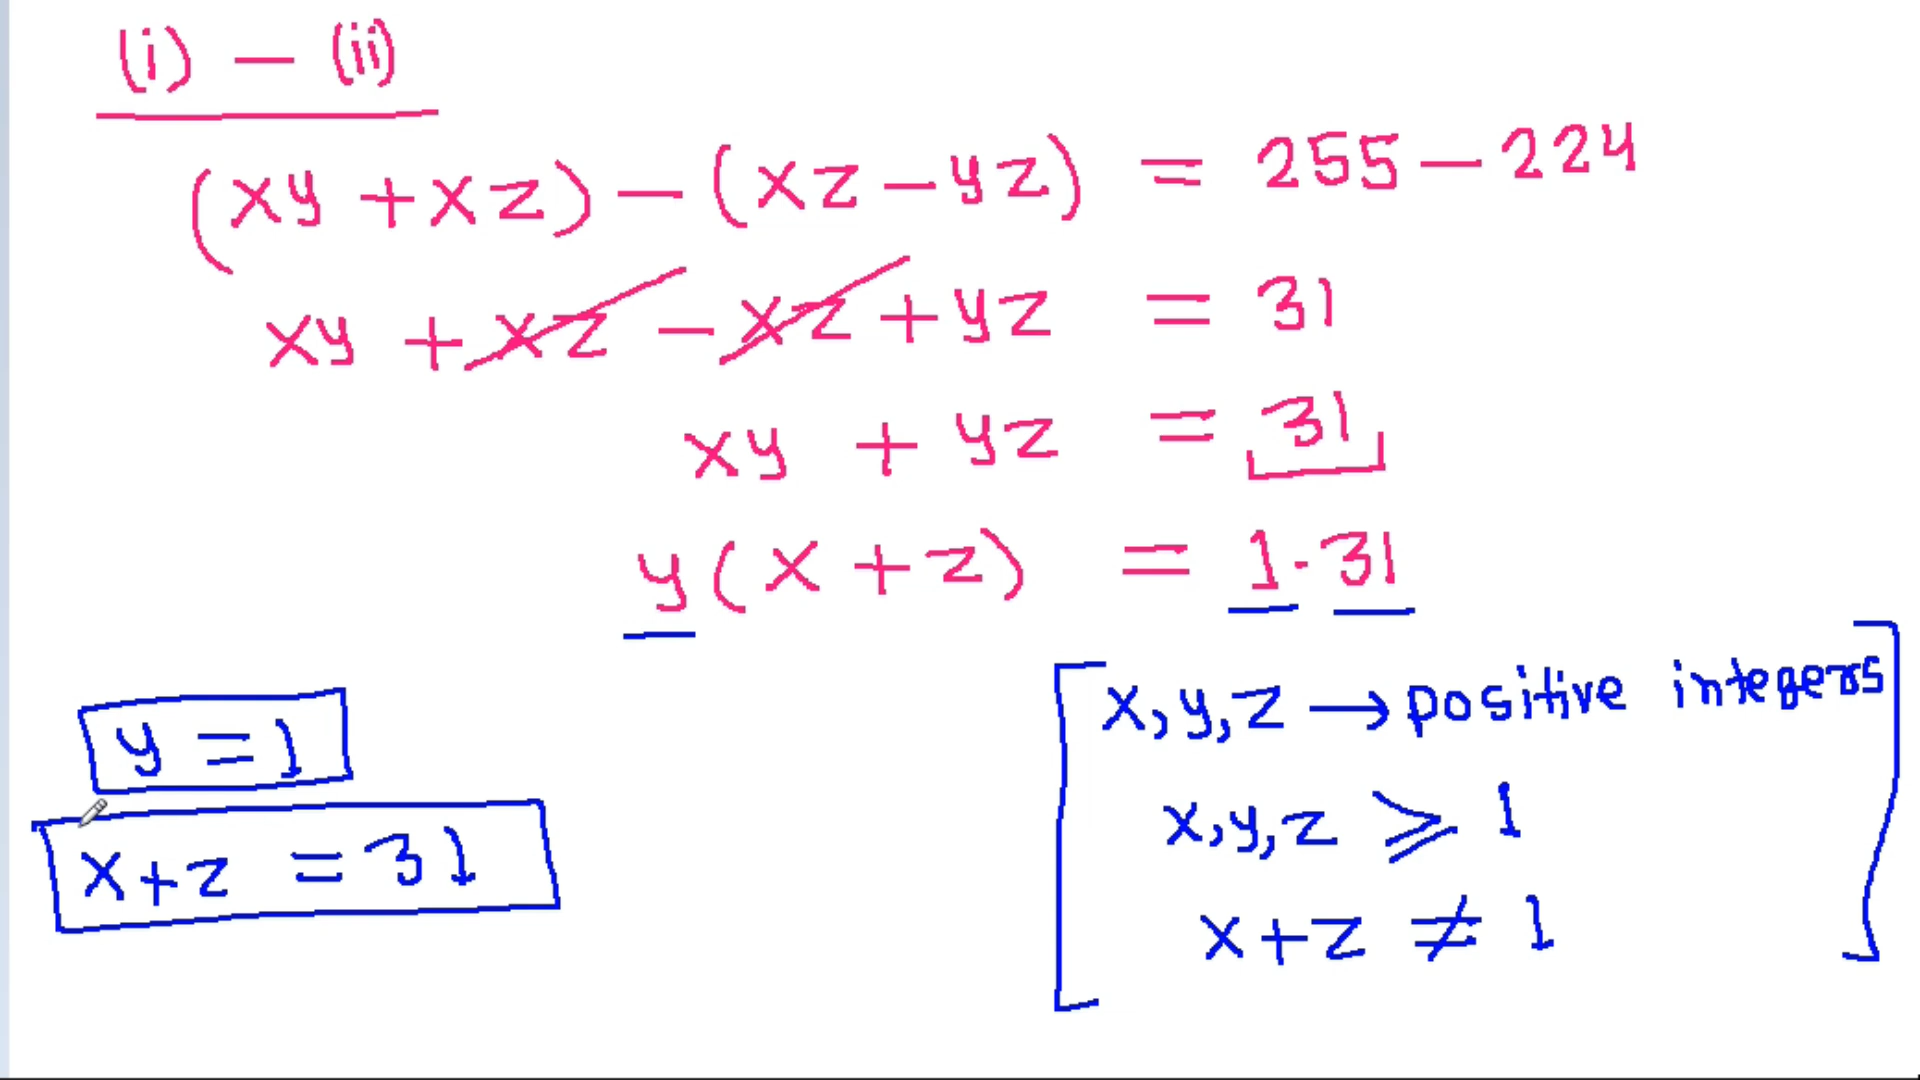 (i) — (ii)
(xy + xz) — (xz — yz) = 255 — 224
xy + xz — xz + yz = 31
xy + yz = 31
y (x + z) = 1 · 31
x, y, z → positive integers
y = 1
x, y, z ⩾ 1
x + z = 31
x + z ≠ 1